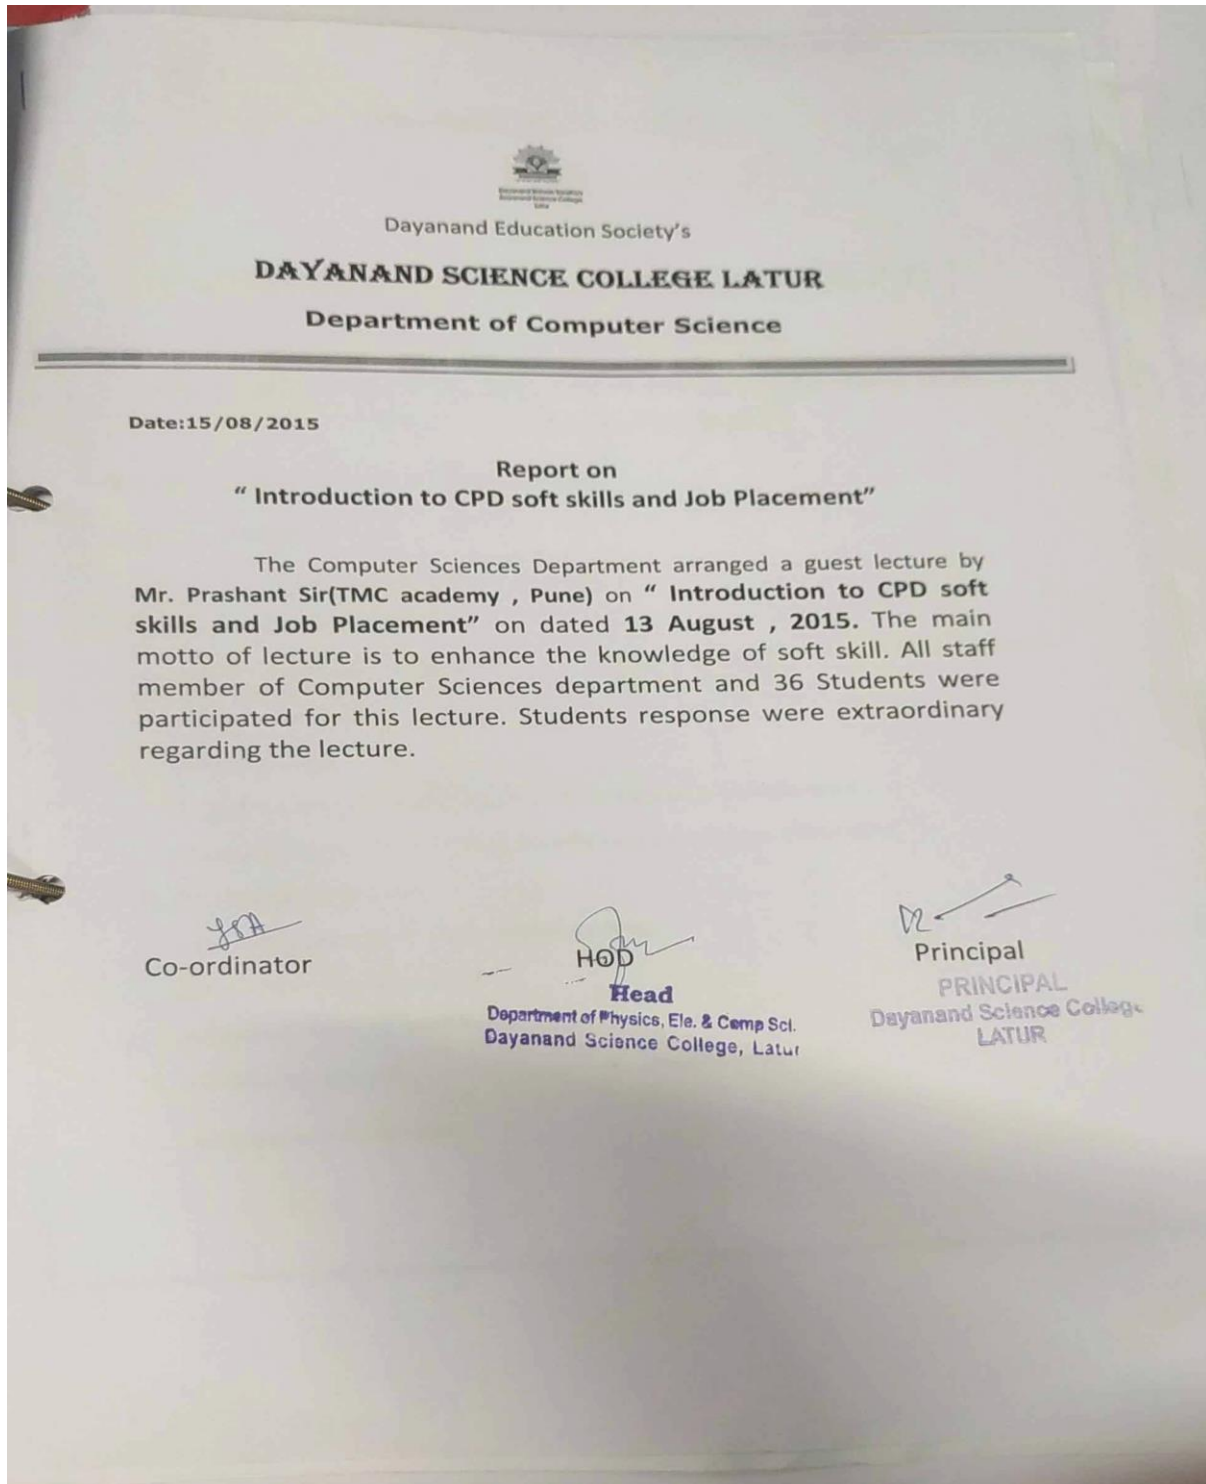 Dayanand Education Society's
DAYANAND SCIENCE COLLEGE LATUR
Department of Computer Science
Date:15/08/2015
Report on
“ Introduction to CPD soft skills and Job Placement”
The Computer Sciences Department arranged a guest lecture by
Mr. Prashant Sir(TMC academy , Pune) on “ Introduction to CPD soft
skills and Job Placement” on dated 13 August , 2015. The main
motto of lecture is to enhance the knowledge of soft skill. All staff
member of Computer Sciences department and 36 Students were
participated for this lecture. Students response were extraordinary
regarding the lecture.
Co-ordinator
HOD
Principal
Head
Department of Physics, Ele. & Comp Sci.
Dayanand Science College, Latur
PRINCIPAL
Dayanand Science College
LATUR